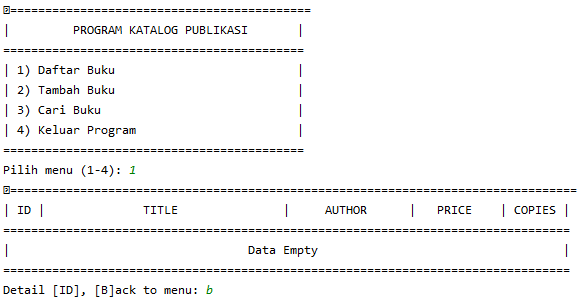 ===========================================
| PROGRAM KATALOG PUBLIKASI |
===========================================
| 1) Daftar Buku |
| 2) Tambah Buku |
| 3) Cari Buku |
| 4) Keluar Program |
===========================================
Pilih menu (1-4): 1
=================================================================================
| ID | TITLE | AUTHOR | PRICE | COPIES |
=================================================================================
| Data Empty |
=================================================================================
Detail [ID], [B]ack to menu: b